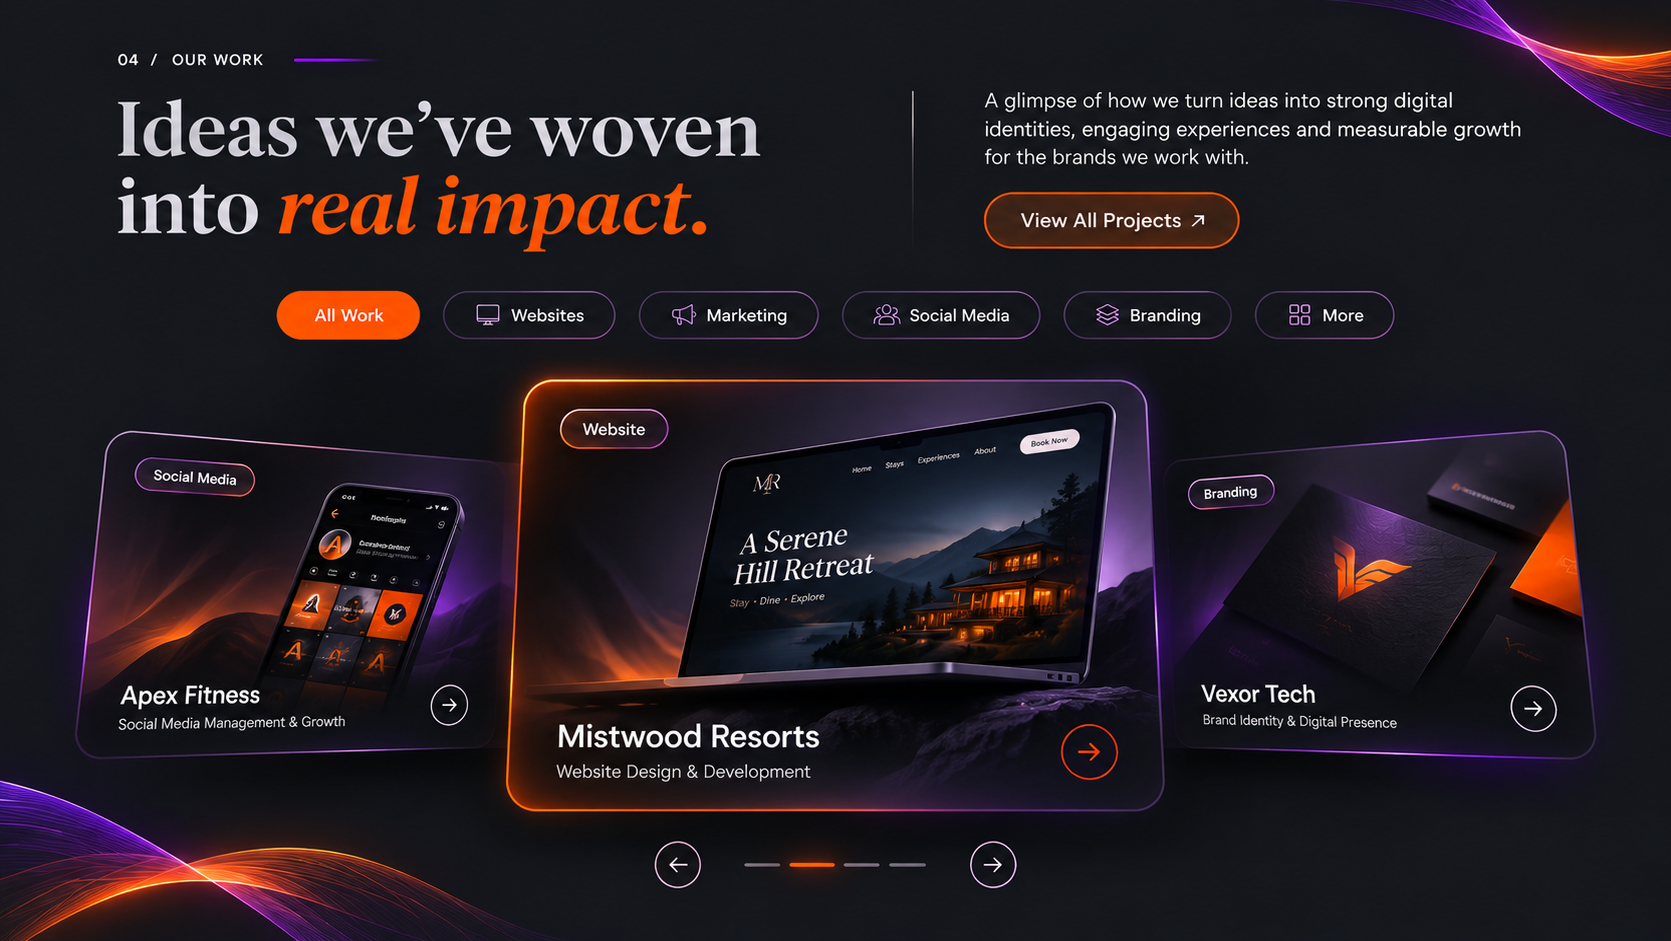 04 / OUR WORK
Ideas we’ve woven
into real impact.
A glimpse of how we turn ideas into strong digital
identities, engaging experiences and measurable growth
for the brands we work with.
View All Projects ↗
All Work
Websites
Marketing
Social Media
Branding
More
Social Media
Apex Fitness
Social Media Management & Growth
Website
MR
Home Stays Experiences About Book Now
A Serene
Hill Retreat
Stay • Dine • Explore
Mistwood Resorts
Website Design & Development
Branding
Vexor Tech
Brand Identity & Digital Presence